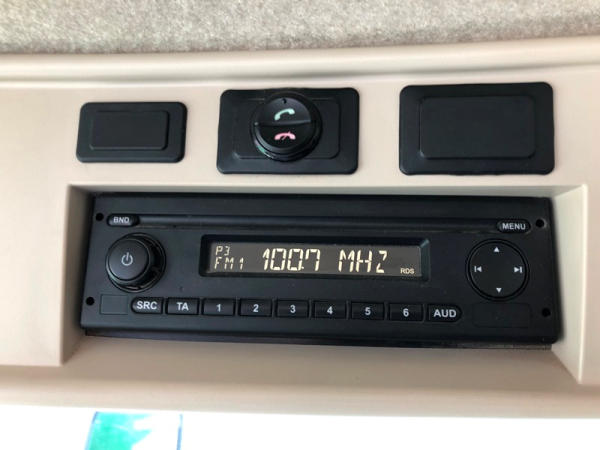 BND
MENU
P3
FM1 100.7 MHZ RDS
SRC TA 1 2 3 4 5 6 AUD